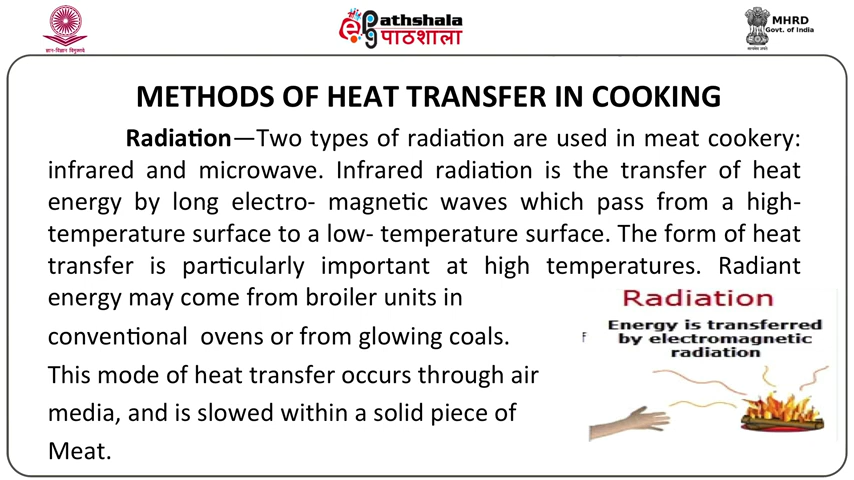 ePathshala
पाठशाला
MHRD
Govt. of India
METHODS OF HEAT TRANSFER IN COOKING
Radiation—Two types of radiation are used in meat cookery:
infrared and microwave. Infrared radiation is the transfer of heat
energy by long electro- magnetic waves which pass from a high-
temperature surface to a low- temperature surface. The form of heat
transfer is particularly important at high temperatures. Radiant
energy may come from broiler units in
conventional ovens or from glowing coals.
This mode of heat transfer occurs through air
media, and is slowed within a solid piece of
Meat.
Radiation
f
Energy is transferred
by electromagnetic
radiation